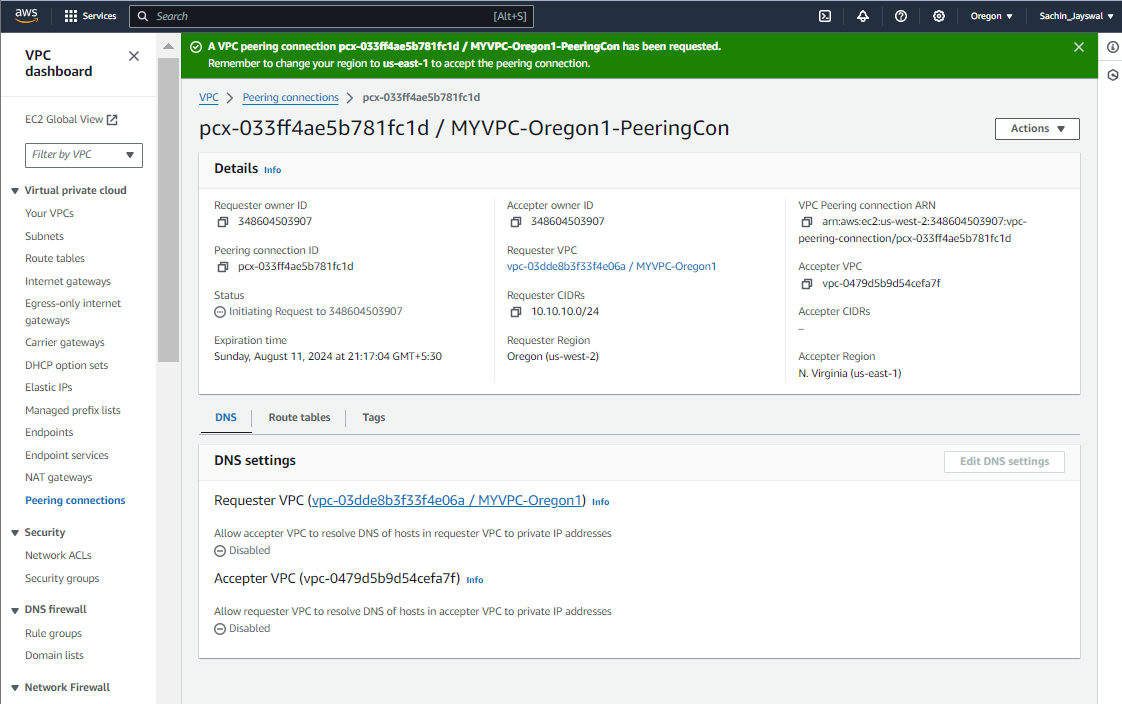 aws
Services
Search [Alt+S]
Oregon
Sachin_Jayswal
VPC
dashboard
EC2 Global View
Filter by VPC
Virtual private cloud
Your VPCs
Subnets
Route tables
Internet gateways
Egress-only internet
gateways
Carrier gateways
DHCP option sets
Elastic IPs
Managed prefix lists
Endpoints
Endpoint services
NAT gateways
Peering connections
Security
Network ACLs
Security groups
DNS firewall
Rule groups
Domain lists
Network Firewall
A VPC peering connection pcx-033ff4ae5b781fc1d / MYVPC-Oregon1-PeeringCon has been requested.
Remember to change your region to us-east-1 to accept the peering connection.
VPC > Peering connections > pcx-033ff4ae5b781fc1d
pcx-033ff4ae5b781fc1d / MYVPC-Oregon1-PeeringCon
Actions
Details Info
Requester owner ID
348604503907
Peering connection ID
pcx-033ff4ae5b781fc1d
Status
Initiating Request to 348604503907
Expiration time
Sunday, August 11, 2024 at 21:17:04 GMT+5:30
Accepter owner ID
348604503907
Requester VPC
vpc-03dde8b3f33f4e06a / MYVPC-Oregon1
Requester CIDRs
10.10.10.0/24
Requester Region
Oregon (us-west-2)
VPC Peering connection ARN
arn:aws:ec2:us-west-2:348604503907:vpc-
peering-connection/pcx-033ff4ae5b781fc1d
Accepter VPC
vpc-0479d5b9d54cefa7f
Accepter CIDRs
–
Accepter Region
N. Virginia (us-east-1)
DNS
Route tables
Tags
DNS settings
Edit DNS settings
Requester VPC (vpc-03dde8b3f33f4e06a / MYVPC-Oregon1) Info
Allow accepter VPC to resolve DNS of hosts in requester VPC to private IP addresses
Disabled
Accepter VPC (vpc-0479d5b9d54cefa7f) Info
Allow requester VPC to resolve DNS of hosts in accepter VPC to private IP addresses
Disabled